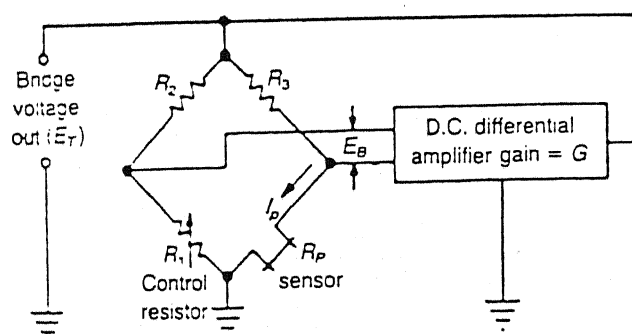 Bridge
voltage
out (E_T)
R_2
R_3
E_B
D.C. differential
amplifier gain = G
I_p
R_1
R_P
Control
resistor
sensor